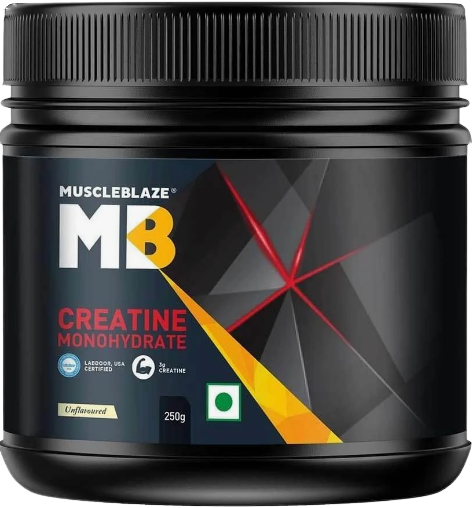 MUSCLEBLAZE®
MB
CREATINE
MONOHYDRATE
LABDOOR, USA
CERTIFIED
3g
CREATINE
Unflavoured
250g